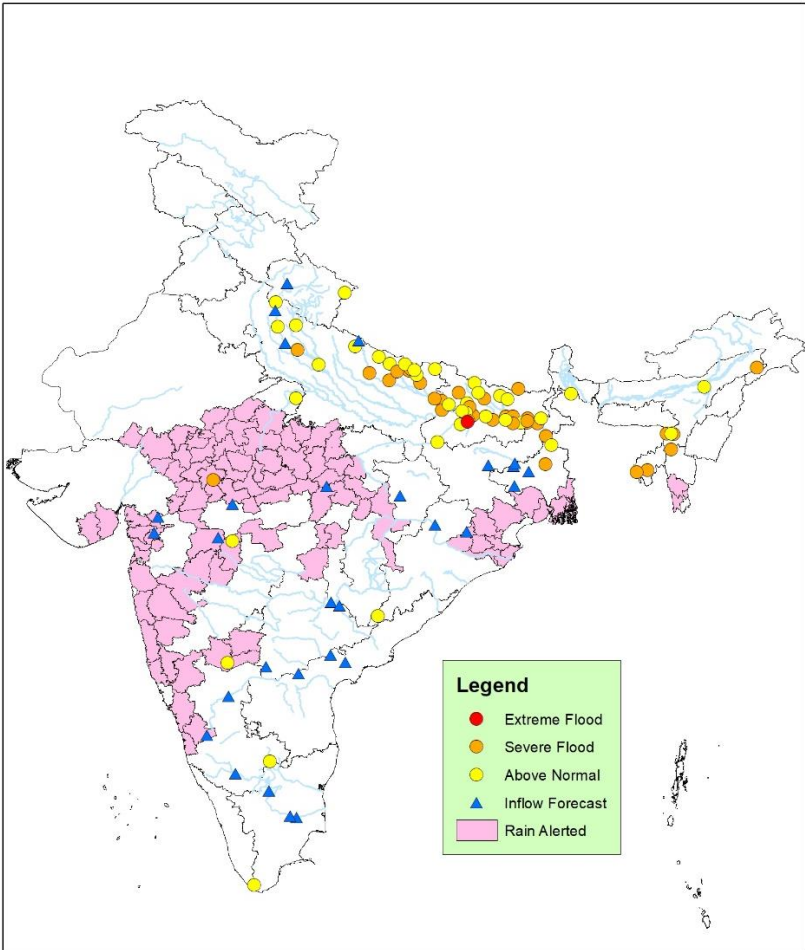 Legend
Extreme Flood
Severe Flood
Above Normal
Inflow Forecast
Rain Alerted